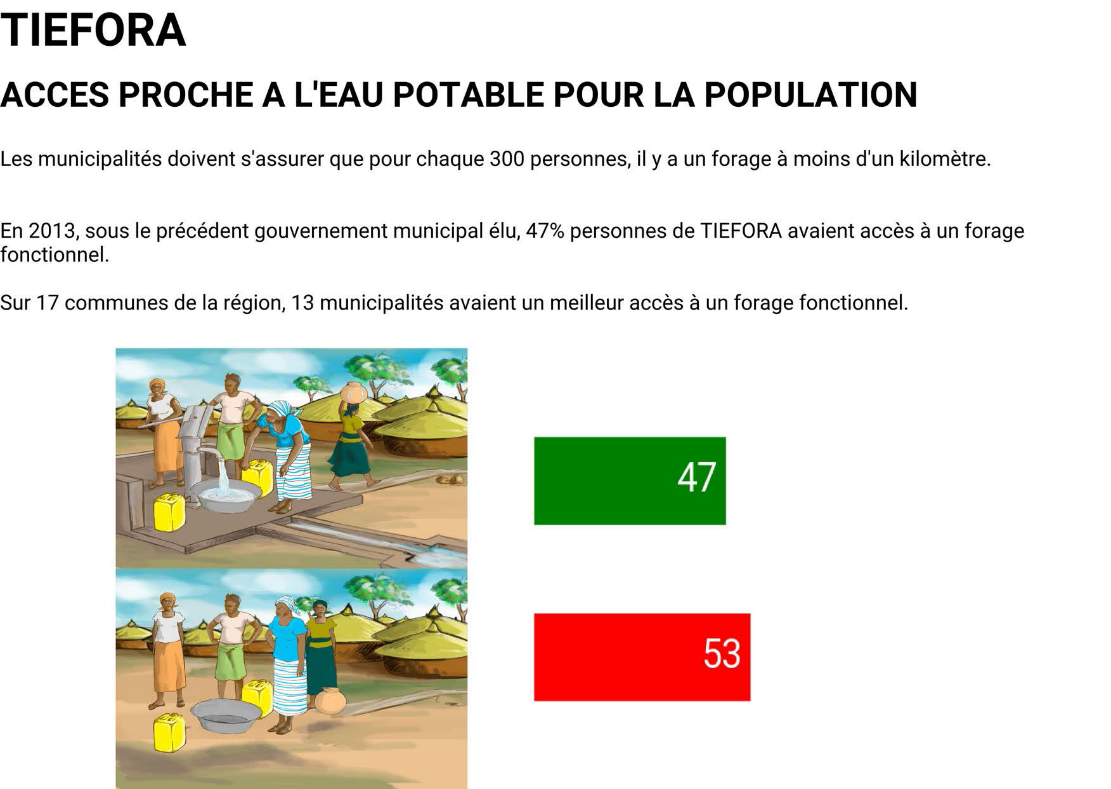 TIEFORA
ACCES PROCHE A L'EAU POTABLE POUR LA POPULATION
Les municipalités doivent s'assurer que pour chaque 300 personnes, il y a un forage à moins d'un kilomètre.
En 2013, sous le précédent gouvernement municipal élu, 47% personnes de TIEFORA avaient accès à un forage
fonctionnel.
Sur 17 communes de la région, 13 municipalités avaient un meilleur accès à un forage fonctionnel.
47
53